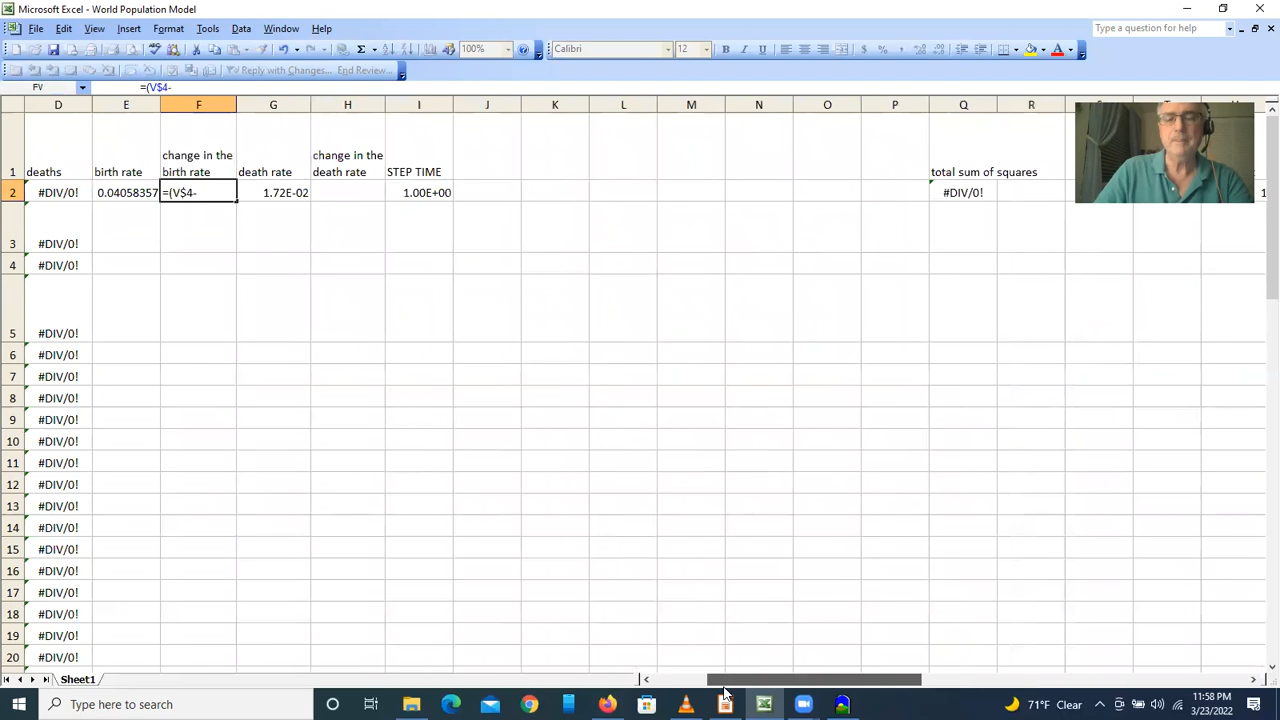 Microsoft Excel - World Population Model
File Edit View Insert Format Tools Data Window Help
Type a question for help
100%
Calibri 12
Reply with Changes... End Review...
FV =(V$4-
D E F G H I J K L M N O P Q R
1 deaths birth rate change in the birth rate death rate change in the death rate STEP TIME total sum of squares
2 #DIV/0! 0.04058357 =(V$4- 1.72E-02 1.00E+00 #DIV/0!
3 #DIV/0!
4 #DIV/0!
5 #DIV/0!
6 #DIV/0!
7 #DIV/0!
8 #DIV/0!
9 #DIV/0!
10 #DIV/0!
11 #DIV/0!
12 #DIV/0!
13 #DIV/0!
14 #DIV/0!
15 #DIV/0!
16 #DIV/0!
17 #DIV/0!
18 #DIV/0!
19 #DIV/0!
20 #DIV/0!
Sheet1
Type here to search
71°F Clear
11:58 PM
3/23/2022